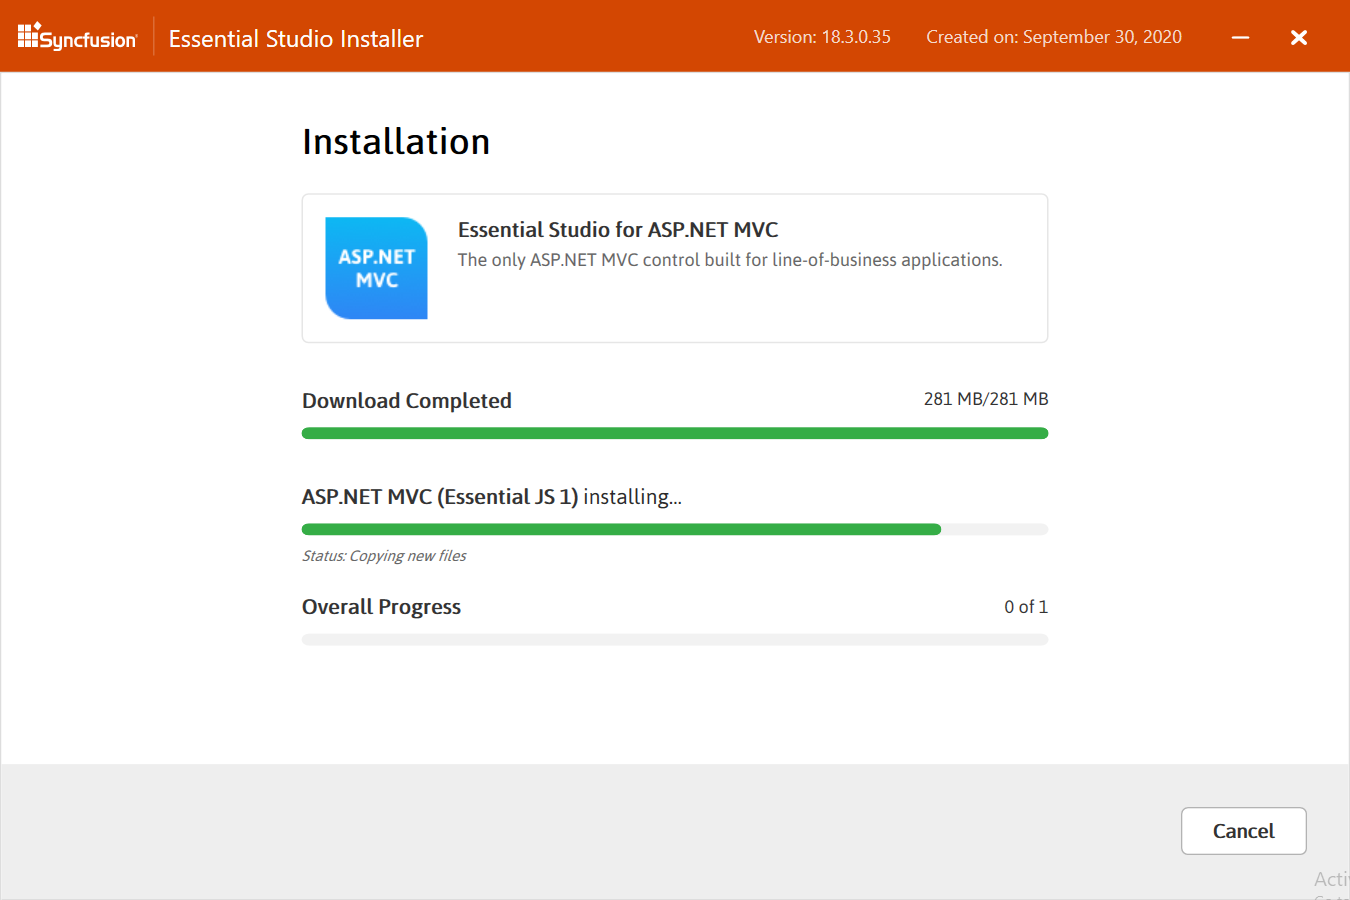 Syncfusion
Essential Studio Installer
Version: 18.3.0.35
Created on: September 30, 2020
Installation
ASP.NET
MVC
Essential Studio for ASP.NET MVC
The only ASP.NET MVC control built for line-of-business applications.
Download Completed
281 MB/281 MB
ASP.NET MVC (Essential JS 1) installing...
Status: Copying new files
Overall Progress
0 of 1
Cancel
Acti